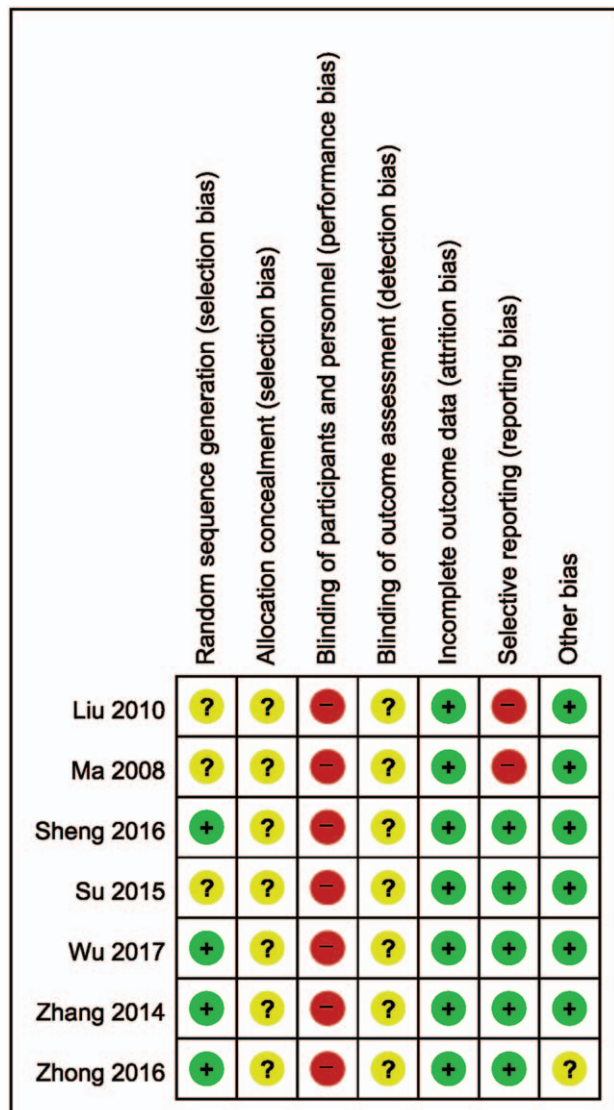 Random sequence generation (selection bias)
Allocation concealment (selection bias)
Blinding of participants and personnel (performance bias)
Blinding of outcome assessment (detection bias)
Incomplete outcome data (attrition bias)
Selective reporting (reporting bias)
Other bias
Liu 2010 ? ? – ? + – +
Ma 2008 ? ? – ? + – +
Sheng 2016 + ? – ? + + +
Su 2015 ? ? – ? + + +
Wu 2017 + ? – ? + + +
Zhang 2014 + ? – ? + + +
Zhong 2016 + ? – ? + + ?